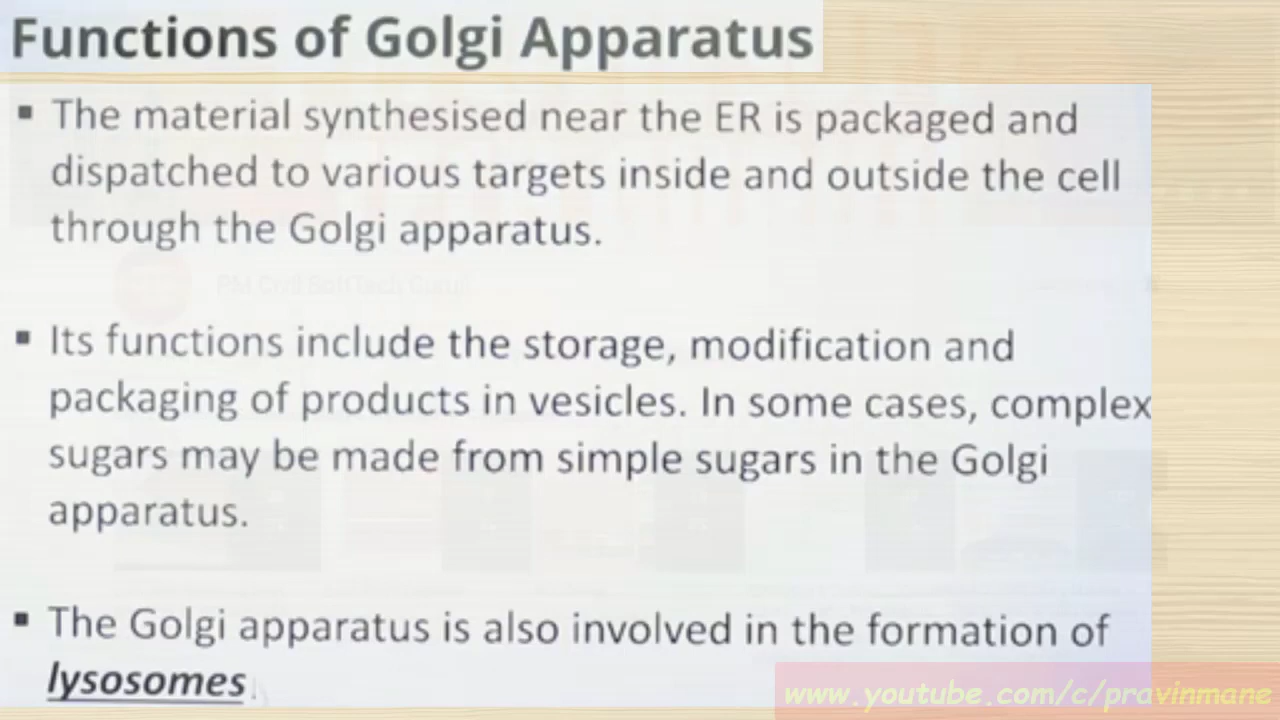 Functions of Golgi Apparatus
▪ The material synthesised near the ER is packaged and
dispatched to various targets inside and outside the cell
through the Golgi apparatus.
▪ Its functions include the storage, modification and
packaging of products in vesicles. In some cases, complex
sugars may be made from simple sugars in the Golgi
apparatus.
▪ The Golgi apparatus is also involved in the formation of
lysosomes
www.youtube.com/c/pravinmane